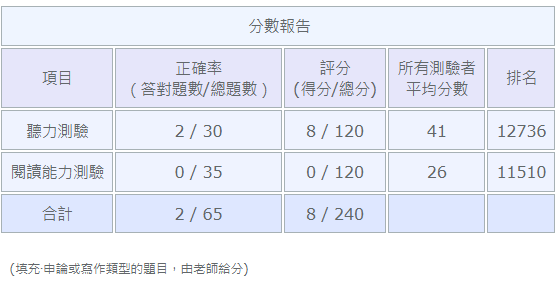 分數報告
項目 正確率 (答對題數/總題數) 評分 (得分/總分) 所有測驗者 平均分數 排名
聽力測驗 2 / 30 8 / 120 41 12736
閱讀能力測驗 0 / 35 0 / 120 26 11510
合計 2 / 65 8 / 240
(填充·申論或寫作類型的題目，由老師給分)